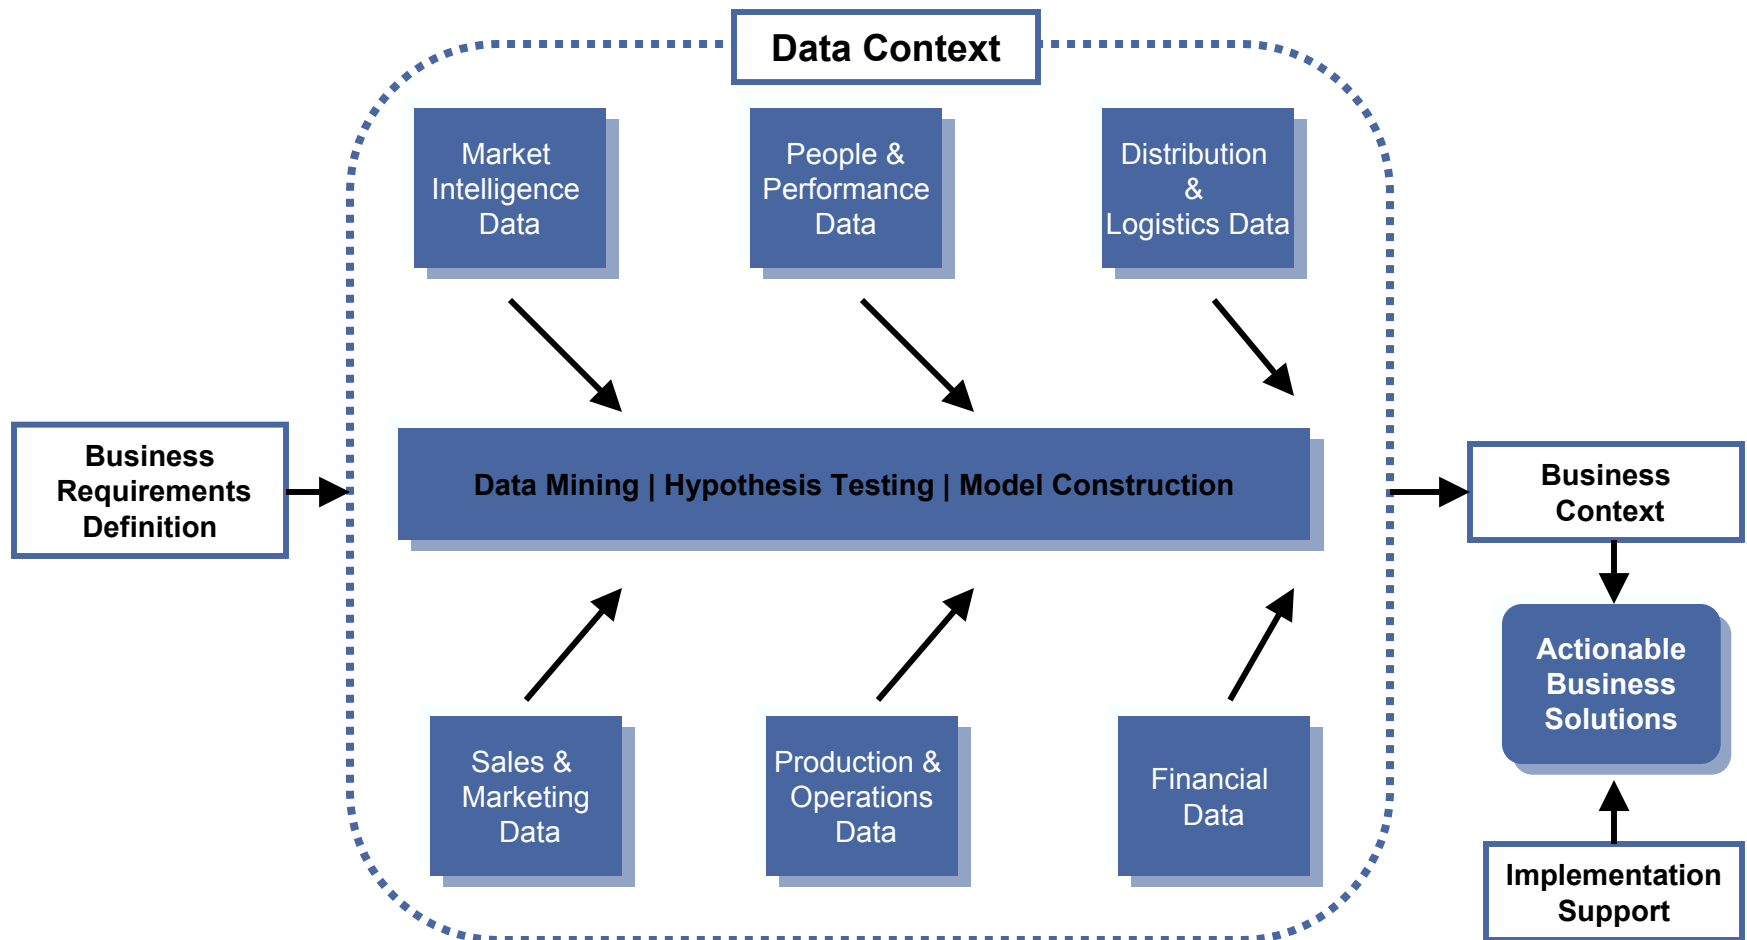 Data Context
Market
Intelligence
Data
People &
Performance
Data
Distribution
&
Logistics Data
Business
Requirements
Definition
Data Mining | Hypothesis Testing | Model Construction
Business
Context
Actionable
Business
Solutions
Sales &
Marketing
Data
Production &
Operations
Data
Financial
Data
Implementation
Support